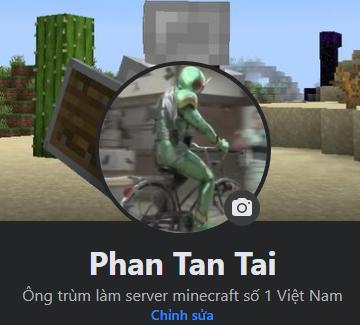 Phan Tan Tai
Ông trùm làm server minecraft số 1 Việt Nam
Chỉnh sửa